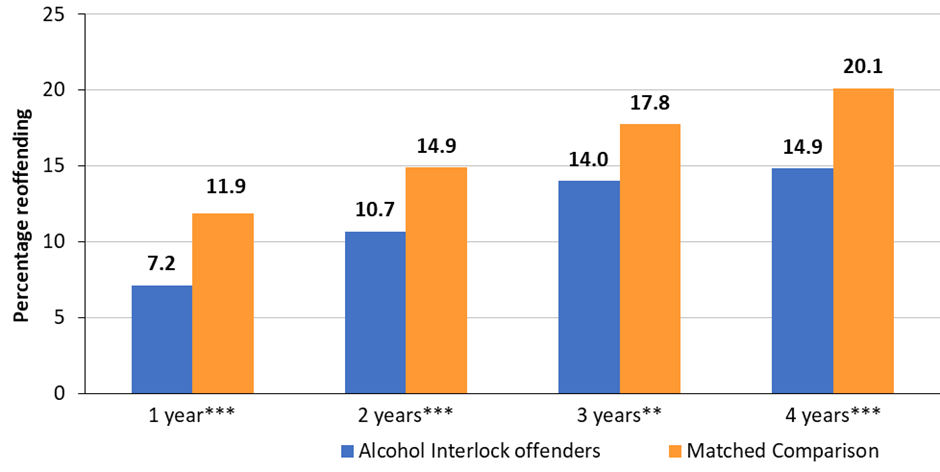 Percentage reoffending
25
20
15
10
5
0
7.2
11.9
10.7
14.9
14.0
17.8
14.9
20.1
1 year***
2 years***
3 years**
4 years***
Alcohol Interlock offenders
Matched Comparison